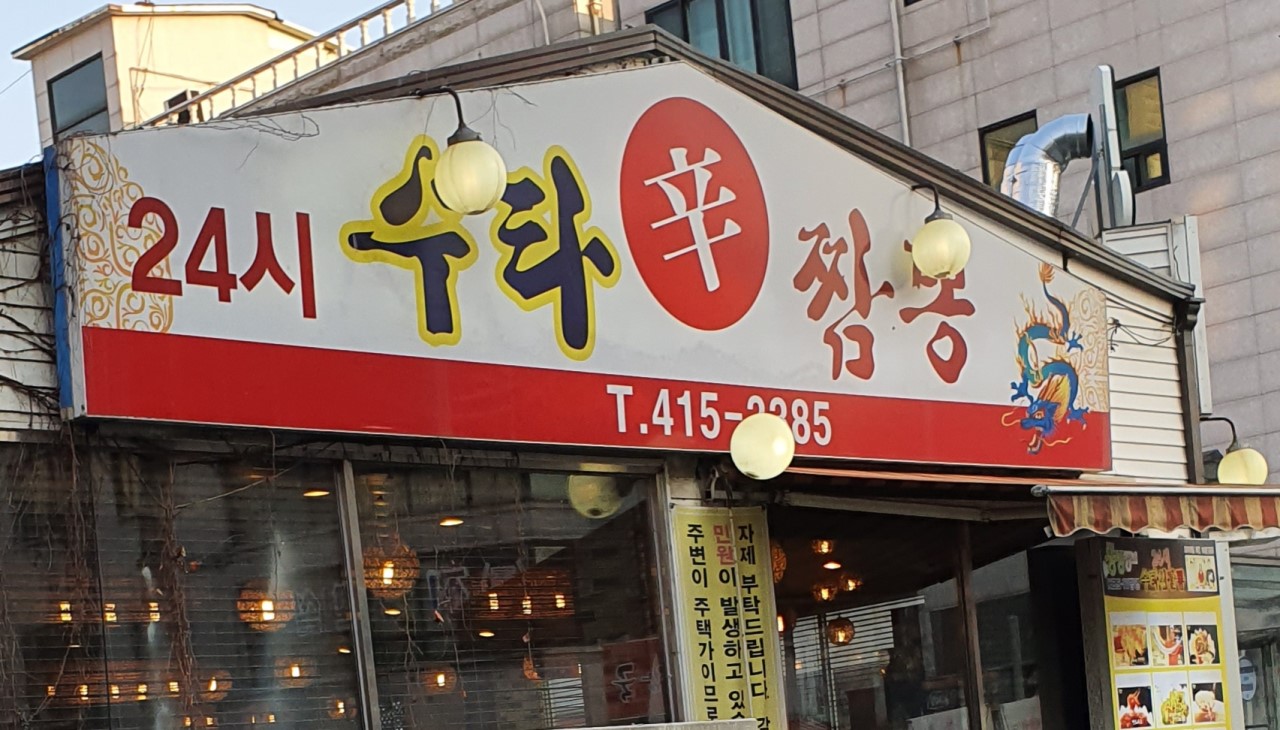 24시 수타 辛 짬뽕
T.415-3385
주변이 주택가이므로
민원이 발생하고 있
자제 부탁드립니다